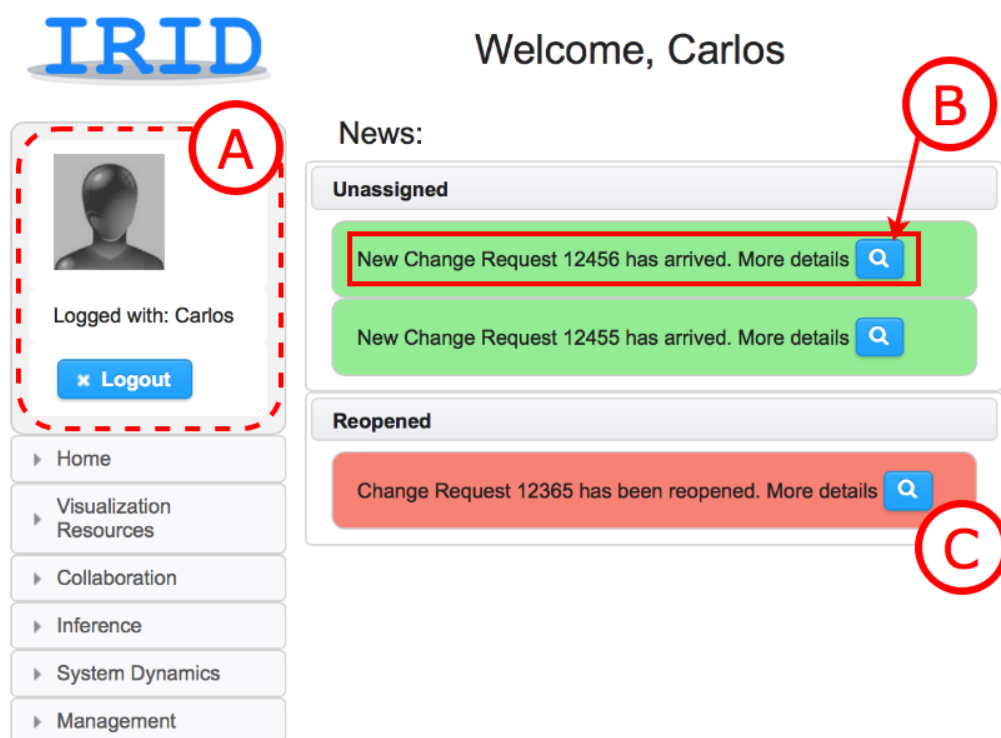 IRID
Welcome, Carlos
A
Logged with: Carlos
Logout
Home
Visualization
Resources
Collaboration
Inference
System Dynamics
Management
News:
B
Unassigned
New Change Request 12456 has arrived. More details
New Change Request 12455 has arrived. More details
Reopened
Change Request 12365 has been reopened. More details
C